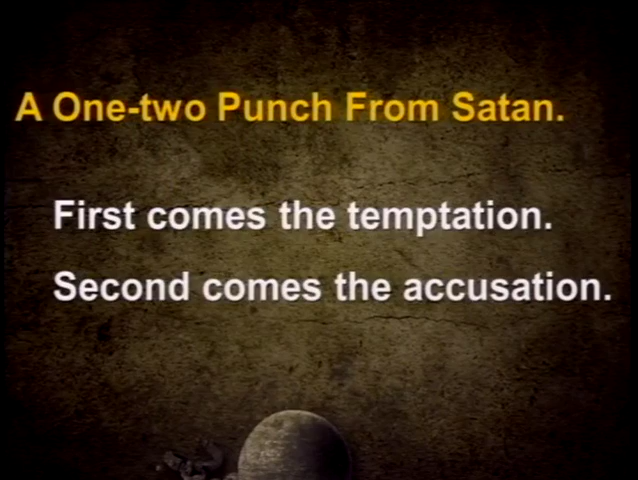 A One-two Punch From Satan.
First comes the temptation.
Second comes the accusation.